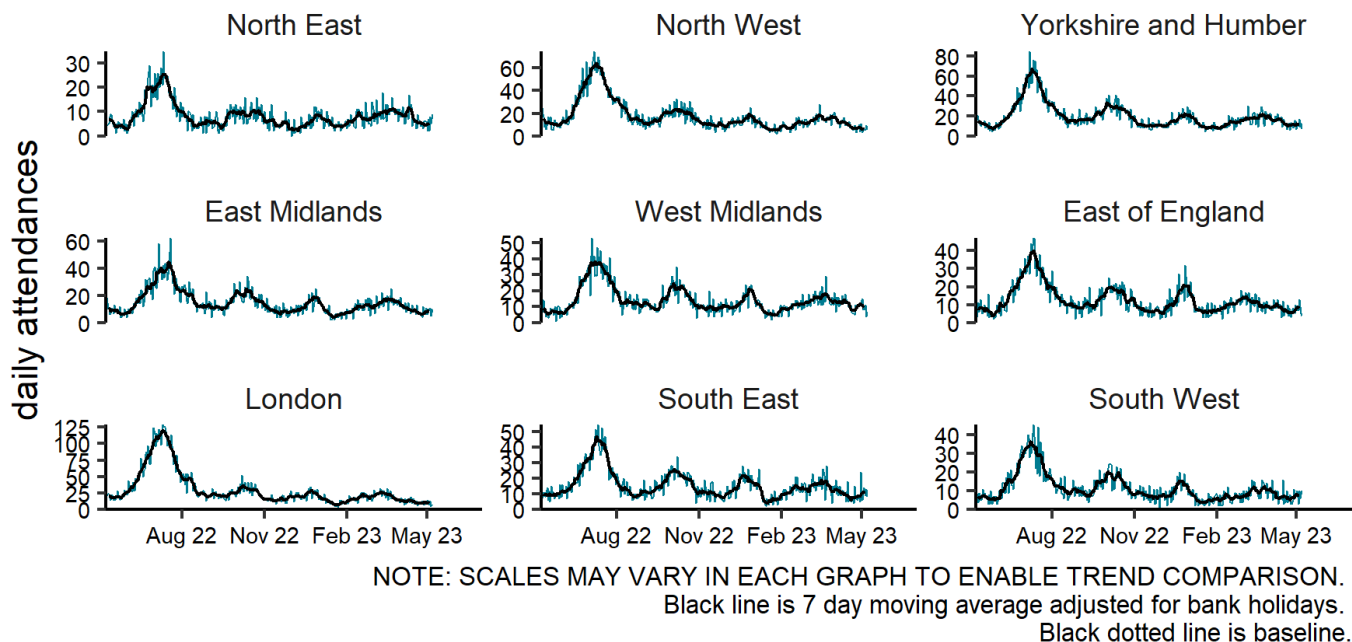 daily attendances
North East
30
20
10
0
North West
60
40
20
0
Yorkshire and Humber
80
60
40
20
0
East Midlands
60
40
20
0
West Midlands
50
40
30
20
10
0
East of England
40
30
20
10
0
London
125
100
75
50
25
0
South East
50
40
30
20
10
0
South West
40
30
20
10
0
Aug 22 Nov 22 Feb 23 May 23
Aug 22 Nov 22 Feb 23 May 23
Aug 22 Nov 22 Feb 23 May 23
NOTE: SCALES MAY VARY IN EACH GRAPH TO ENABLE TREND COMPARISON.
Black line is 7 day moving average adjusted for bank holidays.
Black dotted line is baseline.